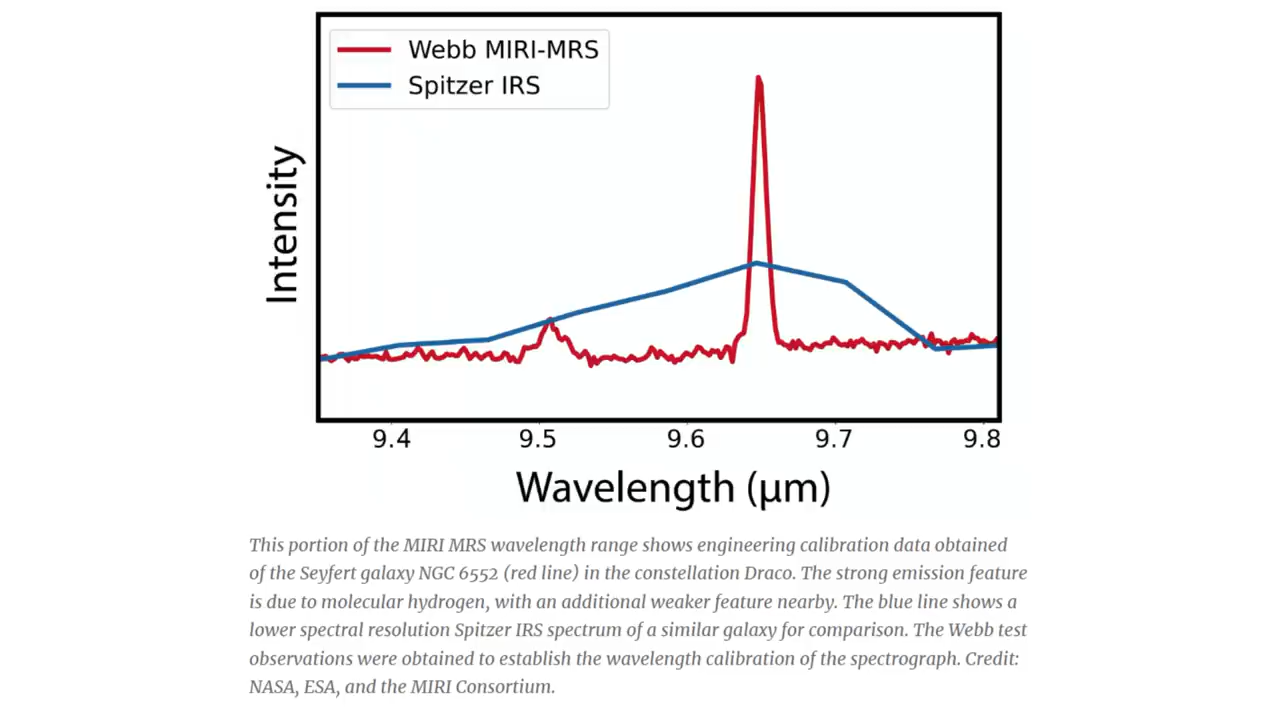 Webb MIRI-MRS
Spitzer IRS
Intensity
9.4 9.5 9.6 9.7 9.8
Wavelength (μm)
This portion of the MIRI MRS wavelength range shows engineering calibration data obtained
of the Seyfert galaxy NGC 6552 (red line) in the constellation Draco. The strong emission feature
is due to molecular hydrogen, with an additional weaker feature nearby. The blue line shows a
lower spectral resolution Spitzer IRS spectrum of a similar galaxy for comparison. The Webb test
observations were obtained to establish the wavelength calibration of the spectrograph. Credit:
NASA, ESA, and the MIRI Consortium.